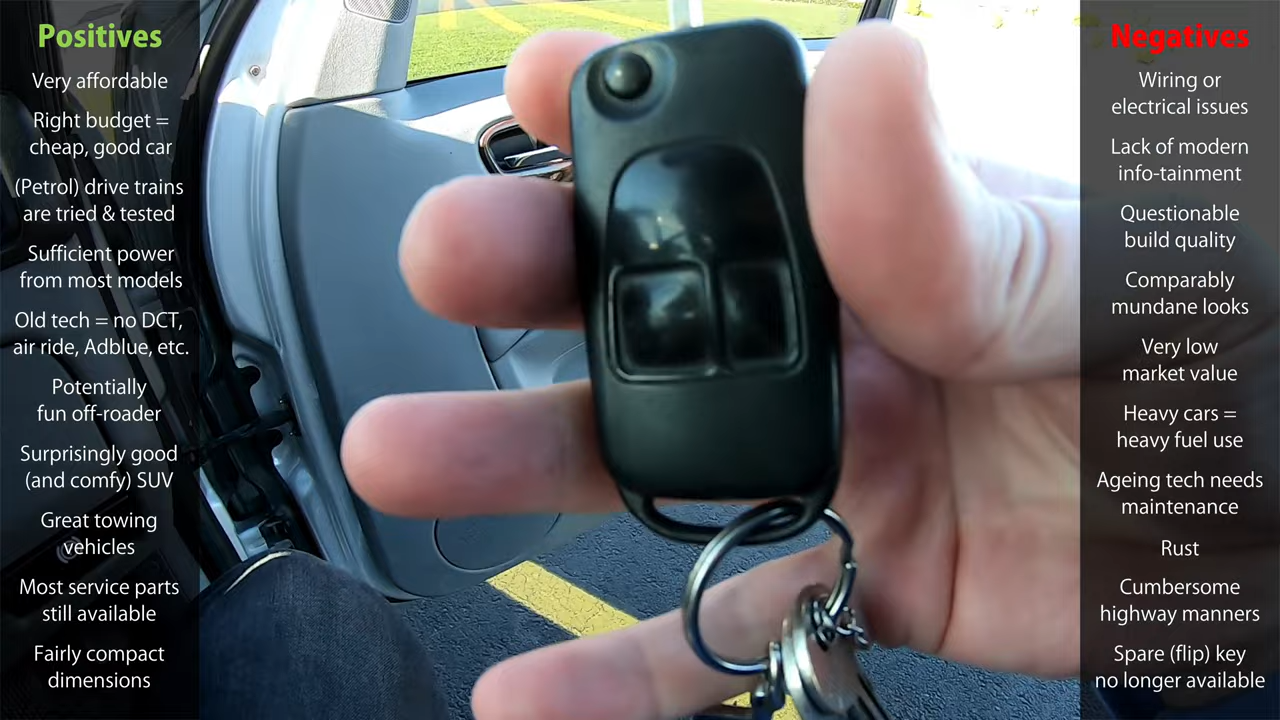 Positives
Very affordable
Right budget =
cheap, good car
(Petrol) drive trains
are tried & tested
Sufficient power
from most models
Old tech = no DCT,
air ride, Adblue, etc.
Potentially
fun off-roader
Surprisingly good
(and comfy) SUV
Great towing
vehicles
Most service parts
still available
Fairly compact
dimensions
Negatives
Wiring or
electrical issues
Lack of modern
info-tainment
Questionable
build quality
Comparably
mundane looks
Very low
market value
Heavy cars =
heavy fuel use
Ageing tech needs
maintenance
Rust
Cumbersome
highway manners
Spare (flip) key
no longer available